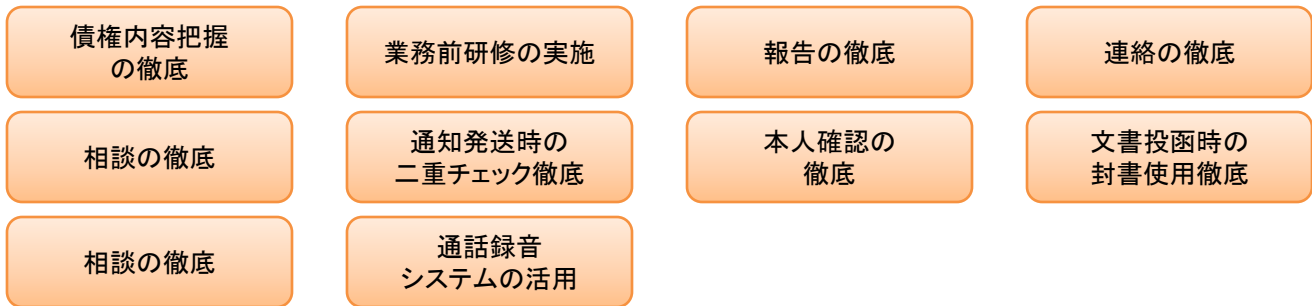 債権内容把握
の徹底
業務前研修の実施
報告の徹底
連絡の徹底
相談の徹底
通知発送時の
二重チェック徹底
本人確認の
徹底
文書投函時の
封書使用徹底
相談の徹底
通話録音
システムの活用